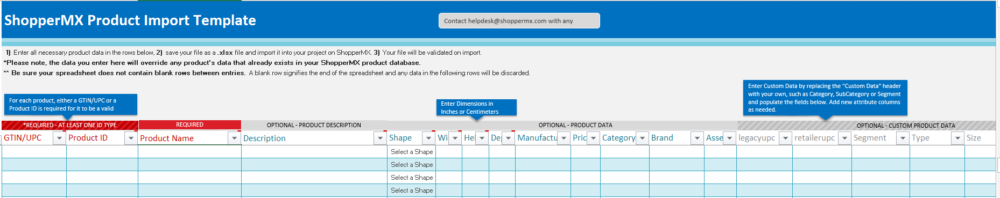 ShopperMX Product Import Template
Contact helpdesk@shoppermx.com with any
1) Enter all necessary product data in the rows below, 2) save your file as a .xlsx file and import it into your project on ShopperMX. 3) Your file will be validated on import.
*Please note, the data you enter here will override any product's data that already exists in your ShopperMX product database.
** Be sure your spreadsheet does not contain blank rows between entries. A blank row signifies the end of the spreadsheet and any data in the following rows will be discarded.
For each product, either a GTIN/UPC or a
Product ID is required for it to be a valid
Enter Dimensions in
Inches or Centimeters
Enter Custom Data by replacing the "Custom Data" header
with your own, such as Category, SubCategory or Segment
and populate the fields below. Add new attribute columns
as needed.
*REQUIRED - AT LEAST ONE ID TYPE REQUIRED OPTIONAL - PRODUCT DESCRIPTION OPTIONAL - PRODUCT DATA OPTIONAL - CUSTOM PRODUCT DATA
GTIN/UPC Product ID Product Name Description Shape Wi Hei De Manufactu Pric Category Brand Asse legacyupc retailerupc Segment Type Size
Select a Shape
Select a Shape
Select a Shape
Select a Shape